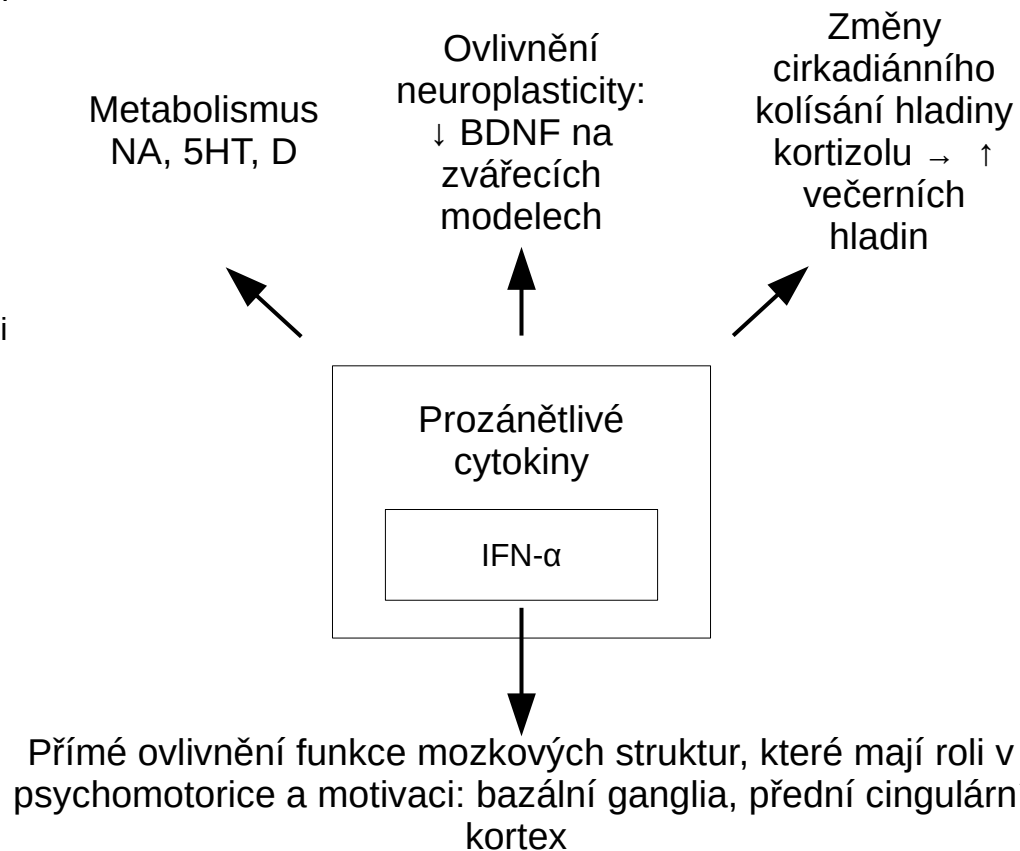 Metabolismus
NA, 5HT, D
Ovlivnění
neuroplasticity:
↓ BDNF na
zvářecích
modelech
Změny
cirkadiánního
kolísání hladiny
kortizolu → ↑
večerních
hladin
i
Prozánětlivé
cytokiny
IFN-α
Přímé ovlivnění funkce mozkových struktur, které mají roli v
psychomotorice a motivaci: bazální ganglia, přední cingulárn
kortex